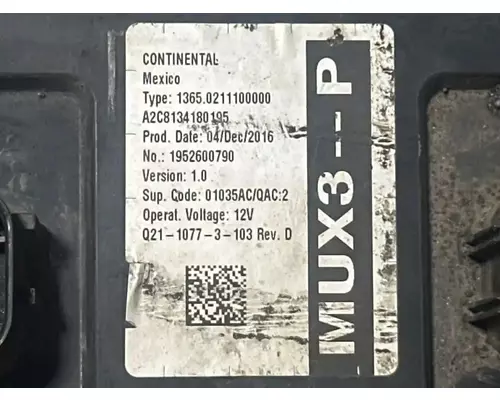 CONTINENTAL
Mexico
Type: 1365.0211100000
A2C8134180195
Prod. Date: 04/Dec/2016
No.: 1952600790
Version: 1.0
Sup. Code: 01035AC/QAC:2
Operat. Voltage: 12V
Q21-1077-3-103 Rev. D
MUX3--P